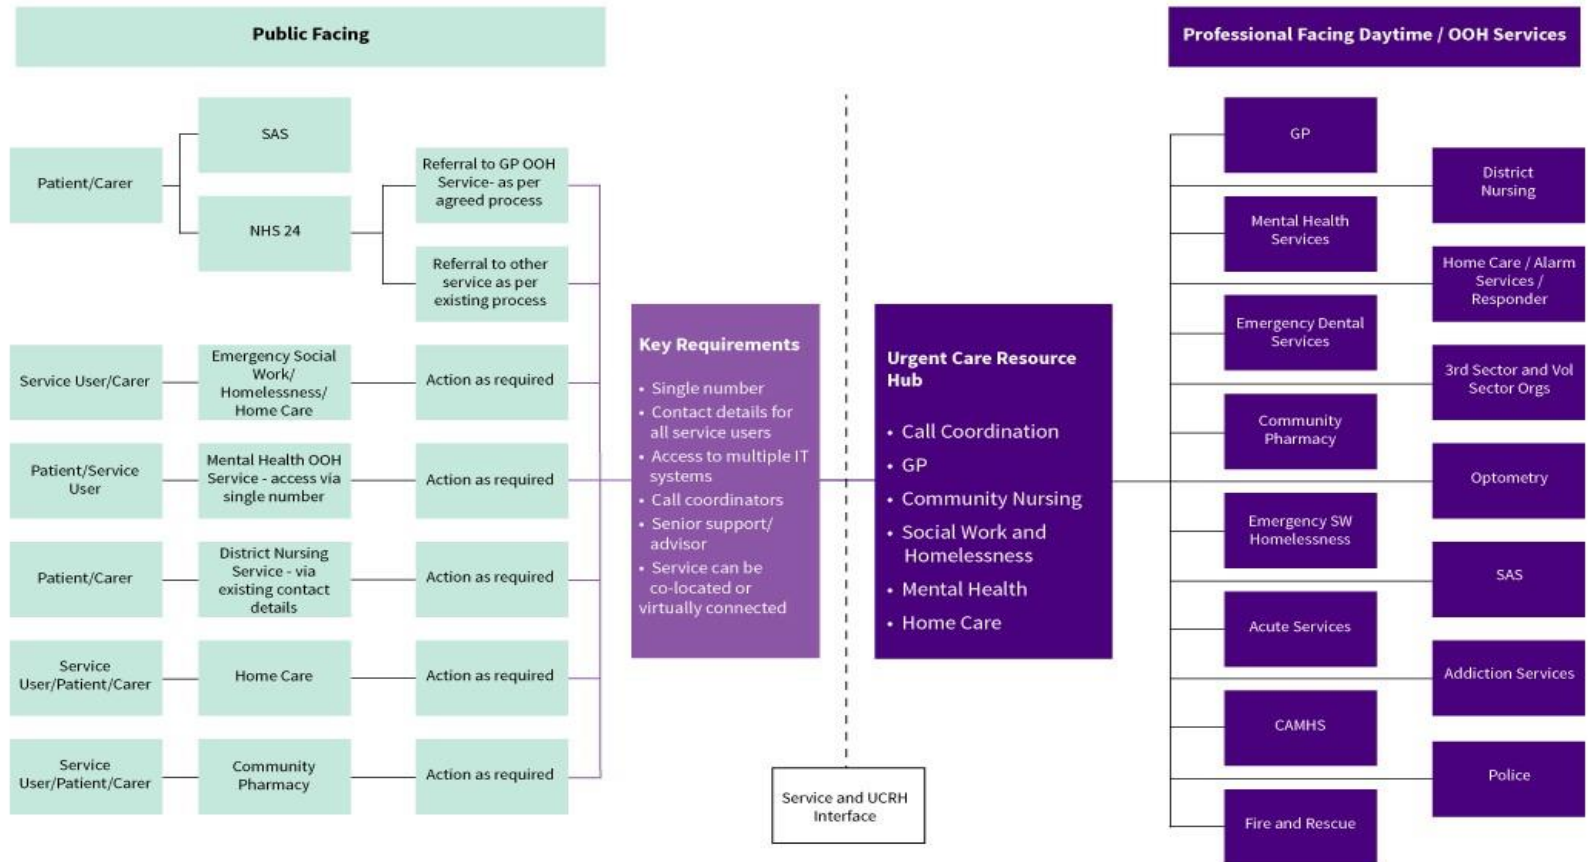 Public Facing
Professional Facing Daytime / OOH Services
Patient/Carer
SAS
NHS 24
Referral to GP OOH
Service- as per
agreed process
Referral to other
service as per
existing process
Service User/Carer
Emergency Social
Work/
Homelessness/
Home Care
Action as required
Patient/Service
User
Mental Health OOH
Service - access via
single number
Action as required
Patient/Carer
District Nursing
Service - via
existing contact
details
Action as required
Service
User/Patient/Carer
Home Care
Action as required
Service
User/Patient/Carer
Community
Pharmacy
Action as required
Key Requirements
• Single number
• Contact details for
all service users
• Access to multiple IT
systems
• Call coordinators
• Senior support/
advisor
• Service can be
co-located or
virtually connected
Service and UCRH
Interface
Urgent Care Resource
Hub
• Call Coordination
• GP
• Community Nursing
• Social Work and
Homelessness
• Mental Health
• Home Care
GP
District
Nursing
Mental Health
Services
Home Care / Alarm
Services /
Responder
Emergency Dental
Services
3rd Sector and Vol
Sector Orgs
Community
Pharmacy
Optometry
Emergency SW
Homelessness
SAS
Acute Services
Addiction Services
CAMHS
Police
Fire and Rescue